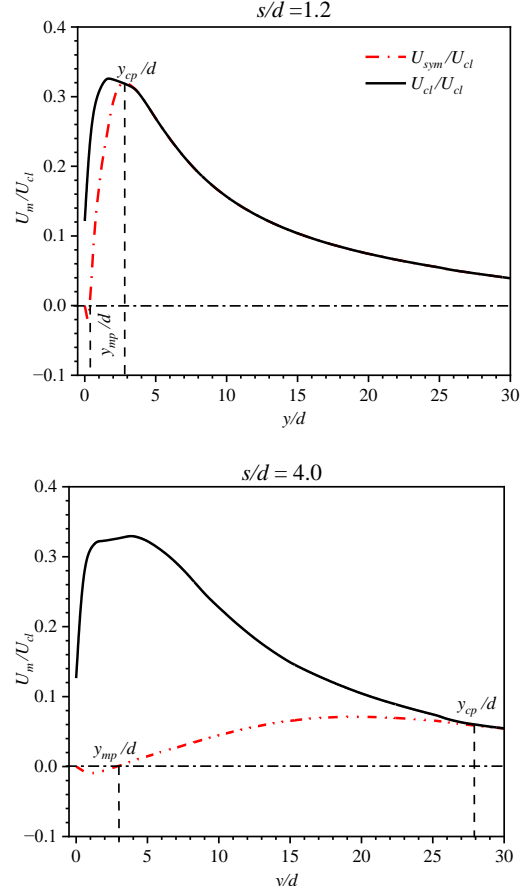 s/d =1.2
0.4
0.3
0.2
0.1
0.0
−0.1
U_m/U_cl
y_cp/d
U_sym/U_cl
U_cl/U_cl
y_mp/d
0 5 10 15 20 25 30
y/d
s/d = 4.0
0.4
0.3
0.2
0.1
0.0
−0.1
U_m/U_cl
y_cp/d
y_mp/d
0 5 10 15 20 25 30
y/d